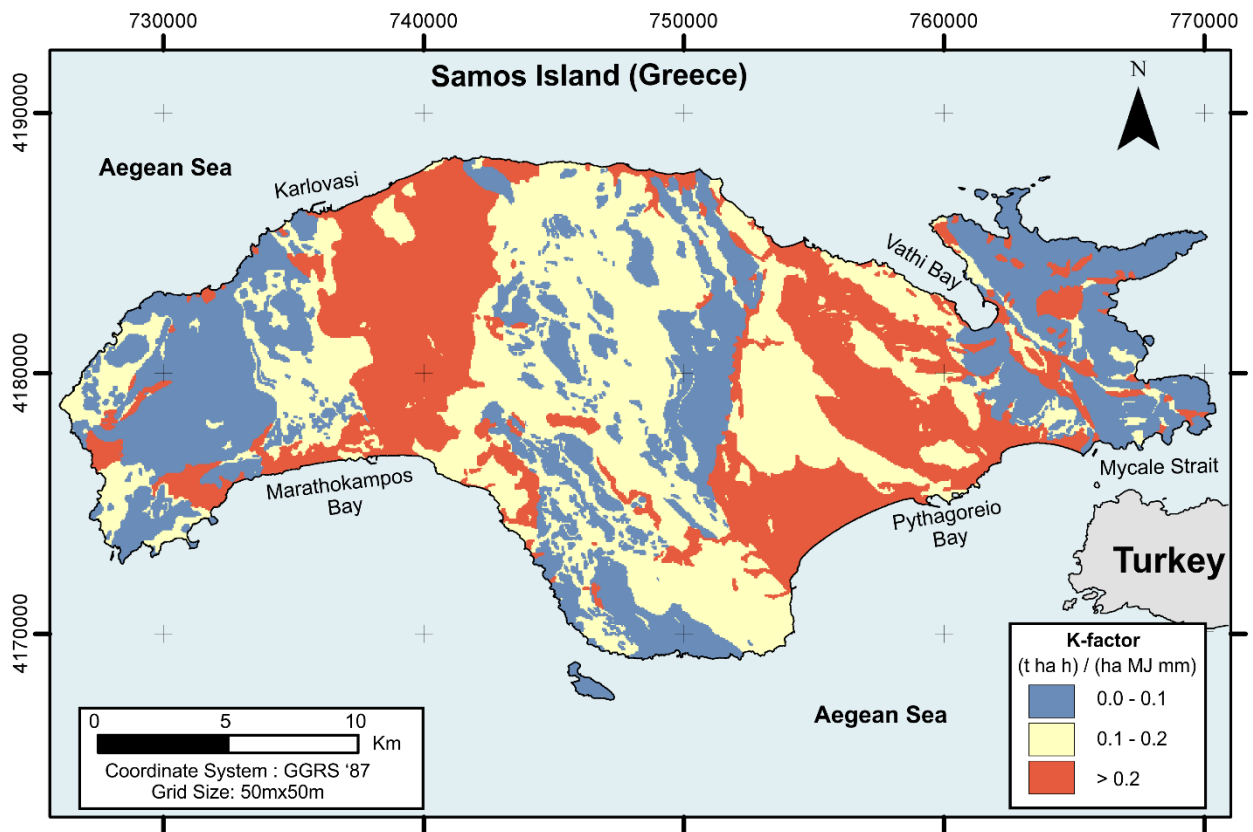 730000
740000
750000
760000
770000
Samos Island (Greece)
N
4190000
Aegean Sea
Karlovasi
Vathi Bay
4180000
Mycale Strait
Marathokampos
Bay
Pythagoreio
Bay
Turkey
4170000
K-factor
(t ha h) / (ha MJ mm)
0.0 - 0.1
0.1 - 0.2
> 0.2
Aegean Sea
0 5 10
Km
Coordinate System : GGRS ‘87
Grid Size: 50mx50m